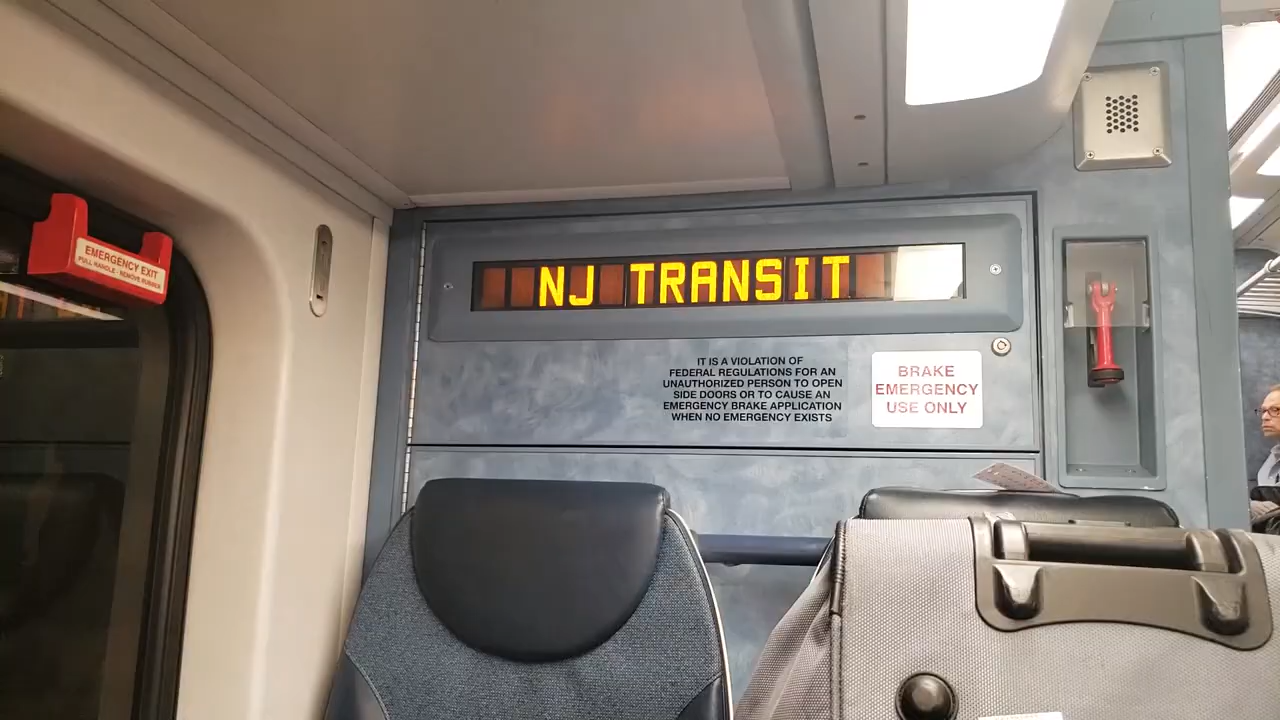 NJ TRANSIT
EMERGENCY EXIT
PULL HANDLE - REMOVE RUBBER
IT IS A VIOLATION OF
FEDERAL REGULATIONS FOR AN
UNAUTHORIZED PERSON TO OPEN
SIDE DOORS OR TO CAUSE AN
EMERGENCY BRAKE APPLICATION
WHEN NO EMERGENCY EXISTS
BRAKE
EMERGENCY
USE ONLY